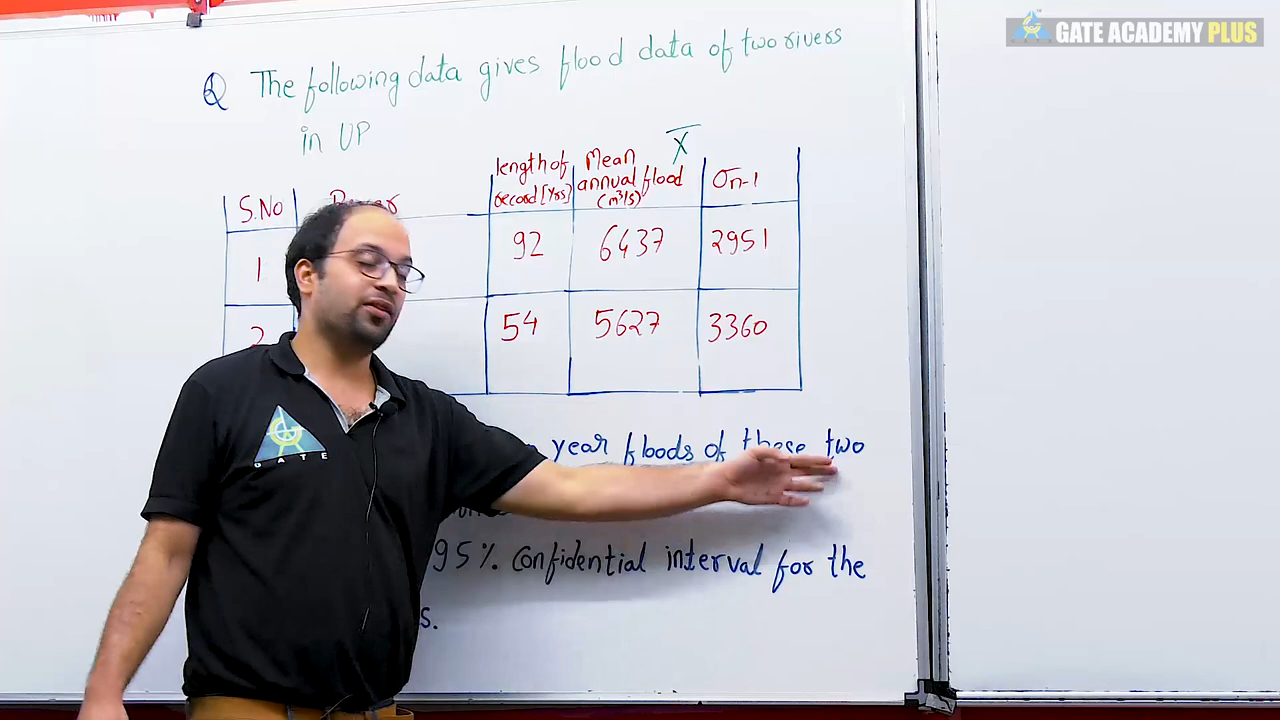 GATE ACADEMY PLUS
Q The following data gives flood data of two rivers
in UP
X̅
S.No length of record [Yrs] Mean annual flood (m³/s) σn-1
1 92 6437 2951
2 54 5627 3360
year floods of these two
95% Confidential interval for the
s.
GATE